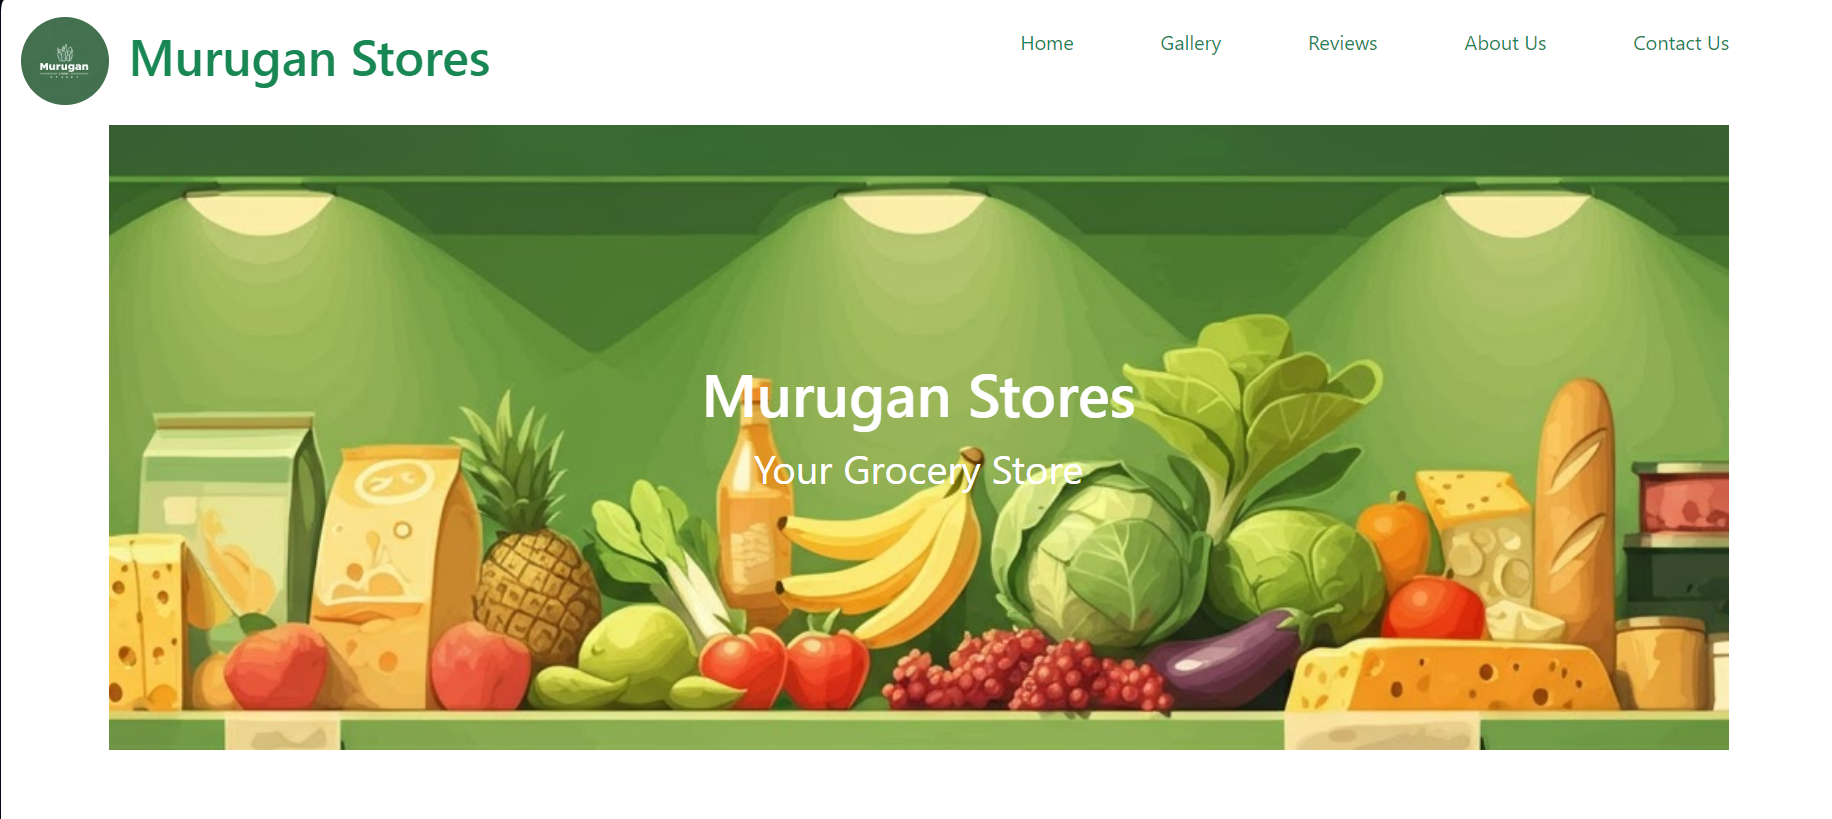 Murugan
Murugan Stores
Home
Gallery
Reviews
About Us
Contact Us
Murugan Stores
Your Grocery Store